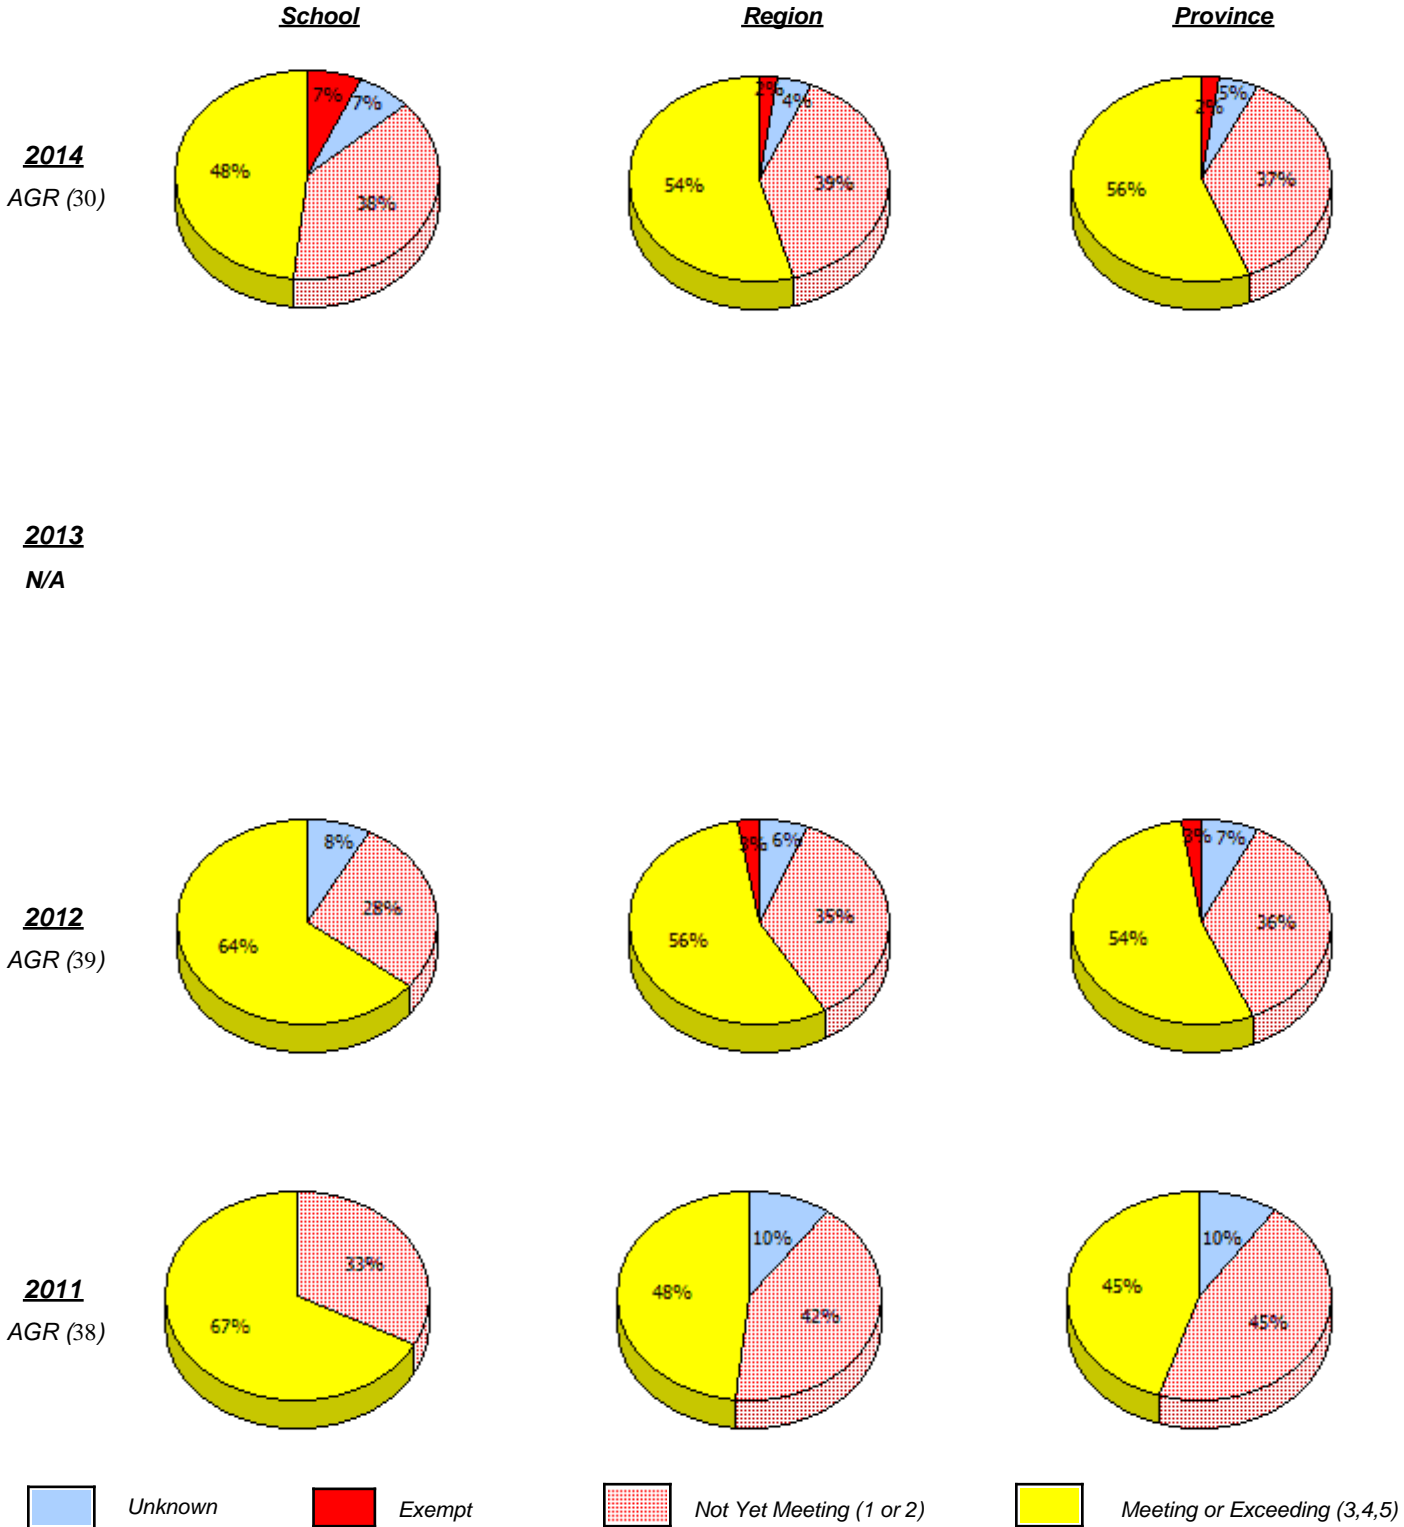 School Region Province
2014
AGR (30)
7% 7% 38% 48%
2% 4% 39% 54%
2% 5% 37% 56%
2013
N/A
2012
AGR (39)
8% 28% 64%
3% 6% 35% 56%
3% 7% 36% 54%
2011
AGR (38)
33% 67%
10% 42% 48%
10% 45% 45%
Unknown Exempt Not Yet Meeting (1 or 2) Meeting or Exceeding (3,4,5)